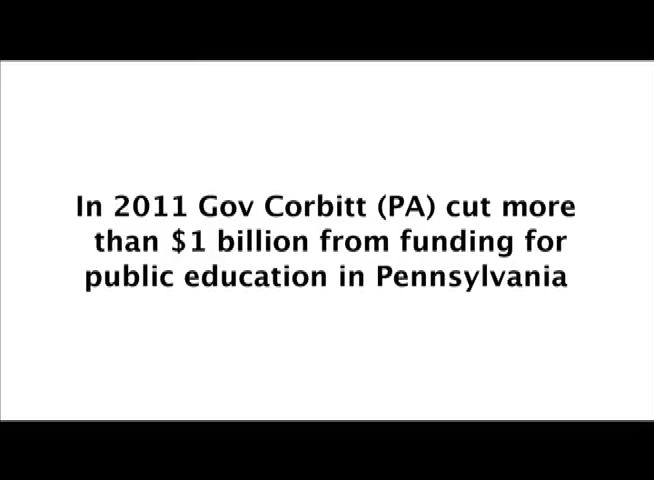 In 2011 Gov Corbitt (PA) cut more
than $1 billion from funding for
public education in Pennsylvania